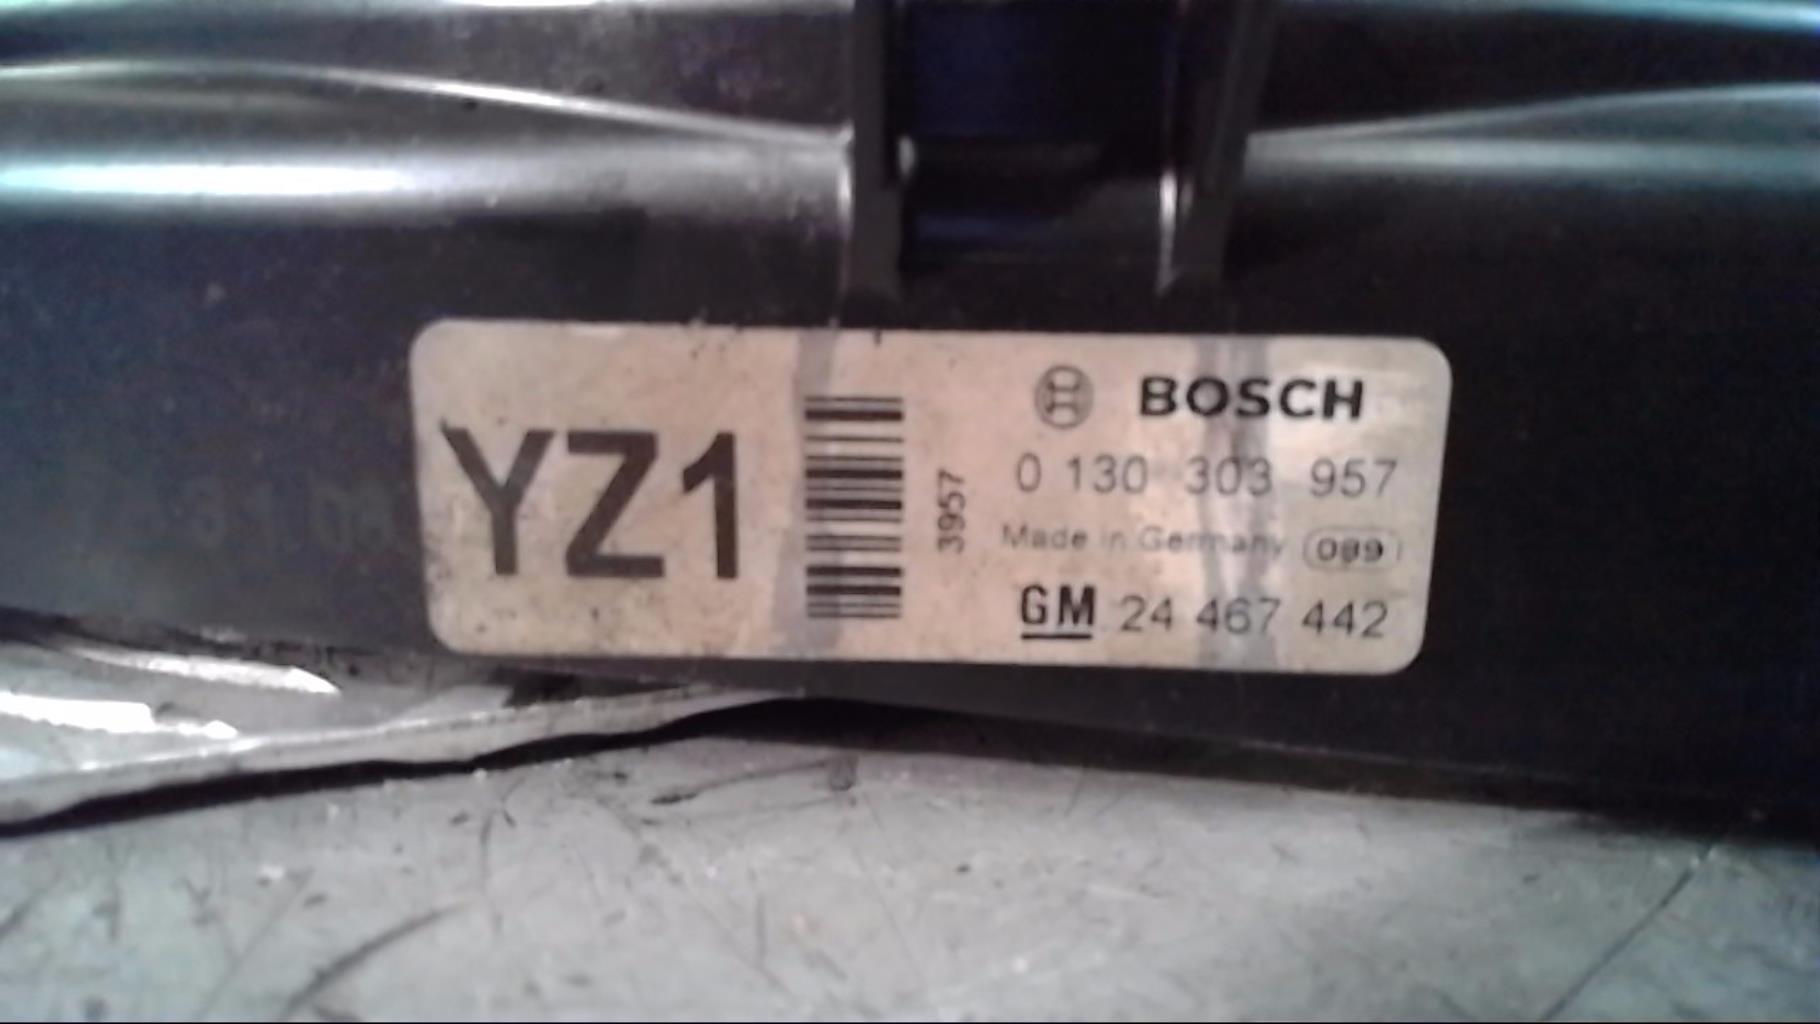 YZ1
3957
BOSCH
0 130 303 957
Made in Germany 089
GM 24 467 442